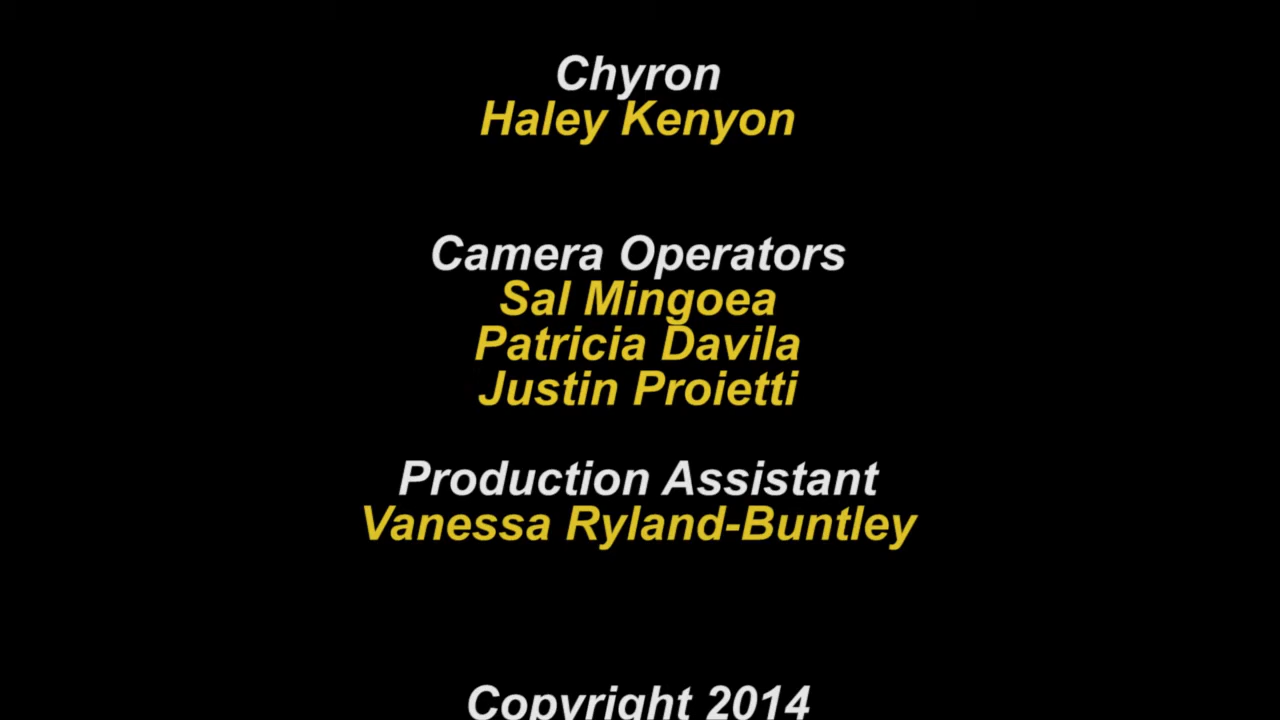 Chyron
Haley Kenyon
Camera Operators
Sal Mingoea
Patricia Davila
Justin Proietti
Production Assistant
Vanessa Ryland-Buntley
Copyright 2014